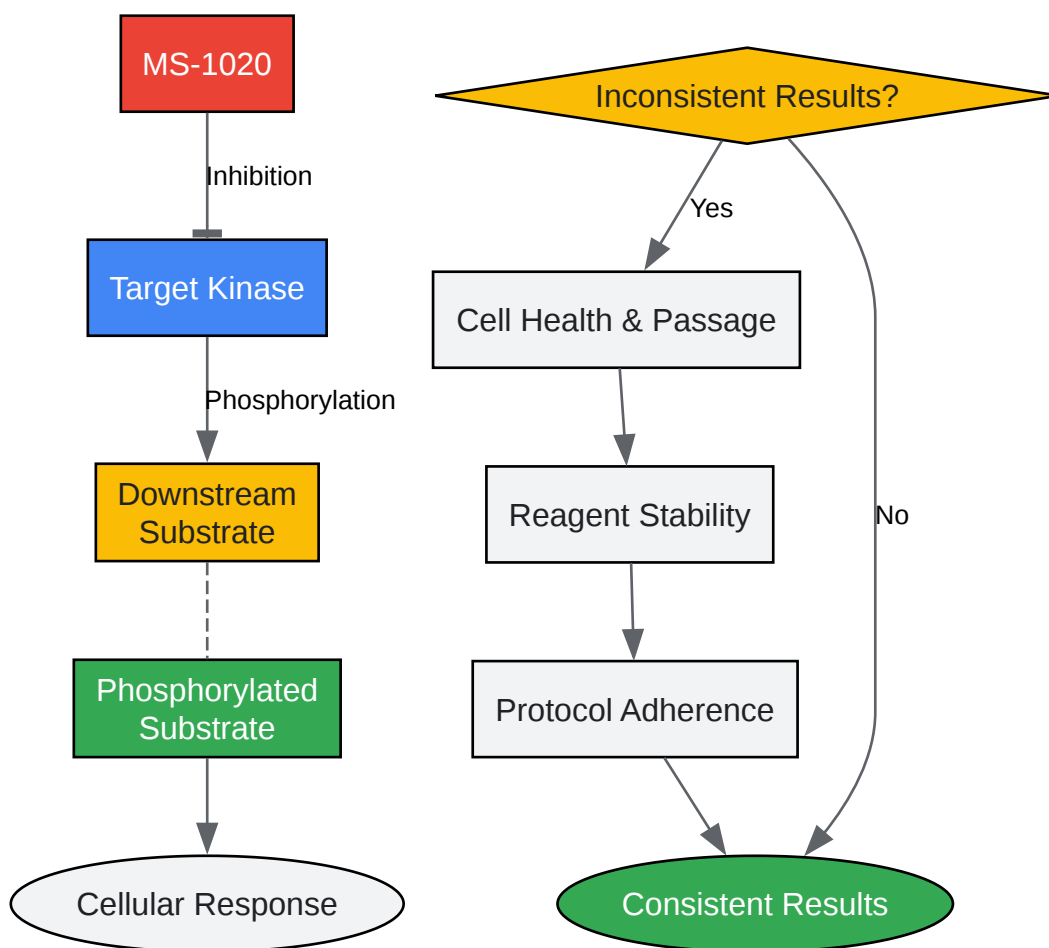 MS-1020
Inhibition
Target Kinase
Phosphorylation
Downstream
Substrate
Phosphorylated
Substrate
Cellular Response
Inconsistent Results?
Yes
Cell Health & Passage
Reagent Stability
No
Protocol Adherence
Consistent Results